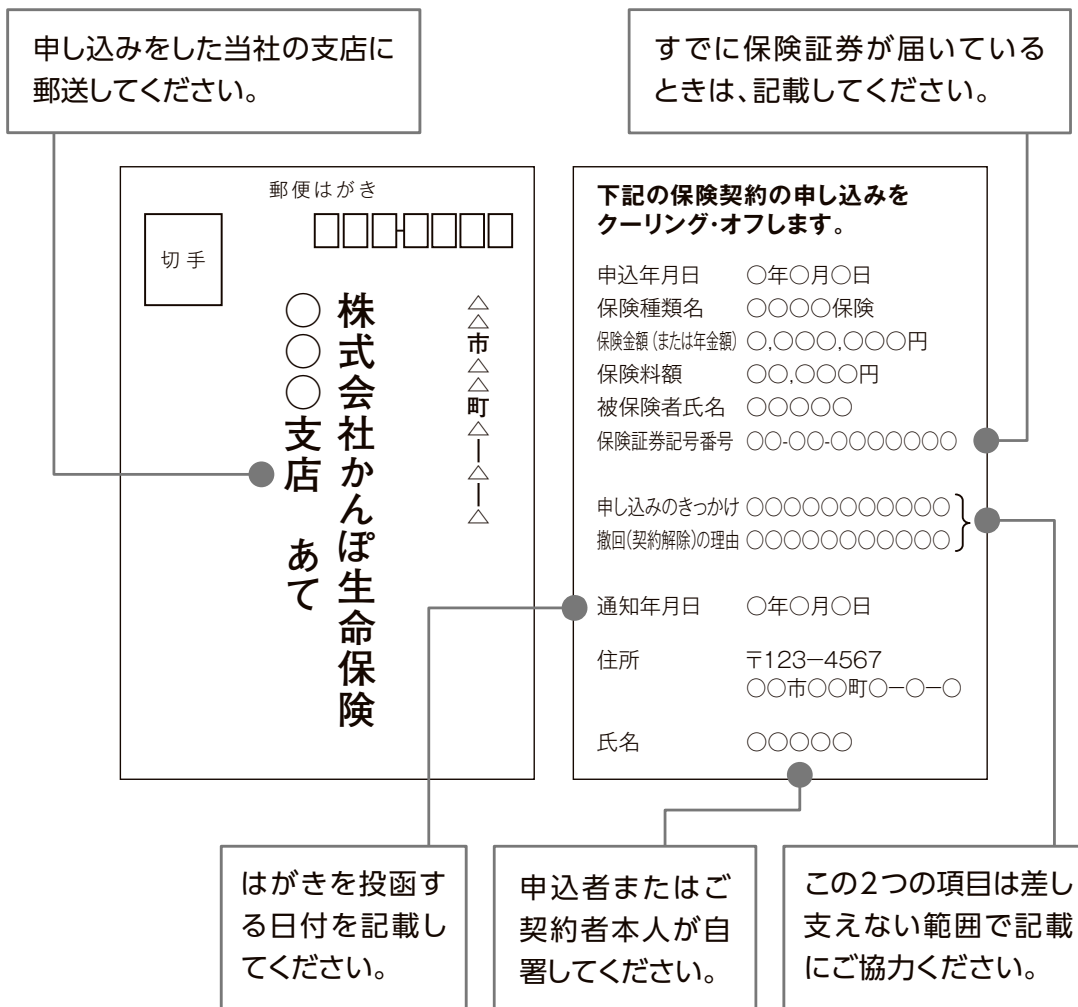 申し込みをした当社の支店に
郵送してください。
すでに保険証券が届いている
ときは、記載してください。
郵便はがき
切手
△△市△△町△ー△ー△
株式会社かんぽ生命保険
○○○支店 あて
下記の保険契約の申し込みを
クーリング・オフします。
申込年月日 ○年○月○日
保険種類名 ○○○○保険
保険金額(または年金額) ○,○○○,○○○円
保険料額 ○○,○○○円
被保険者氏名 ○○○○○
保険証券記号番号 ○○-○○-○○○○○○○
申し込みのきっかけ ○○○○○○○○○○○
撤回(契約解除)の理由 ○○○○○○○○○○○
通知年月日 ○年○月○日
住所 〒123−4567
○○市○○町○−○−○
氏名 ○○○○○
はがきを投函す
る日付を記載し
てください。
申込者またはご
契約者本人が自
署してください。
この2つの項目は差し
支えない範囲で記載
にご協力ください。